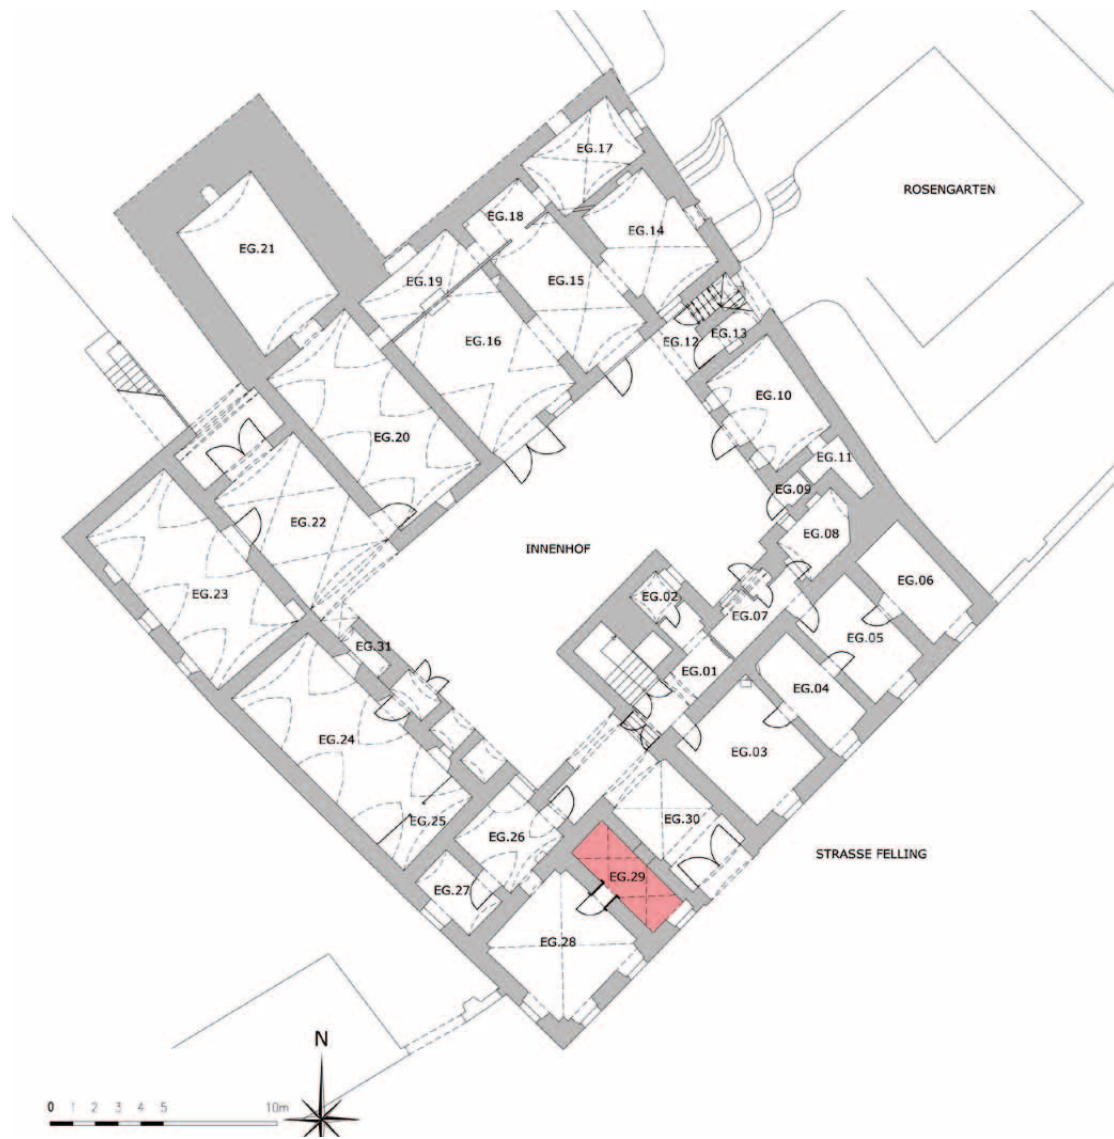 EG.17
ROSENGARTEN
EG.18
EG.14
EG.21
EG.19
EG.15
EG.16
EG.12
EG.13
EG.10
EG.20
EG.11
EG.09
EG.22
EG.08
INNENHOF
EG.06
EG.23
EG.02
EG.07
EG.05
EG.31
EG.01
EG.04
EG.24
EG.03
EG.25
EG.30
EG.26
STRASSE FELLING
EG.29
EG.27
EG.28
N
0 1 2 3 4 5 10m